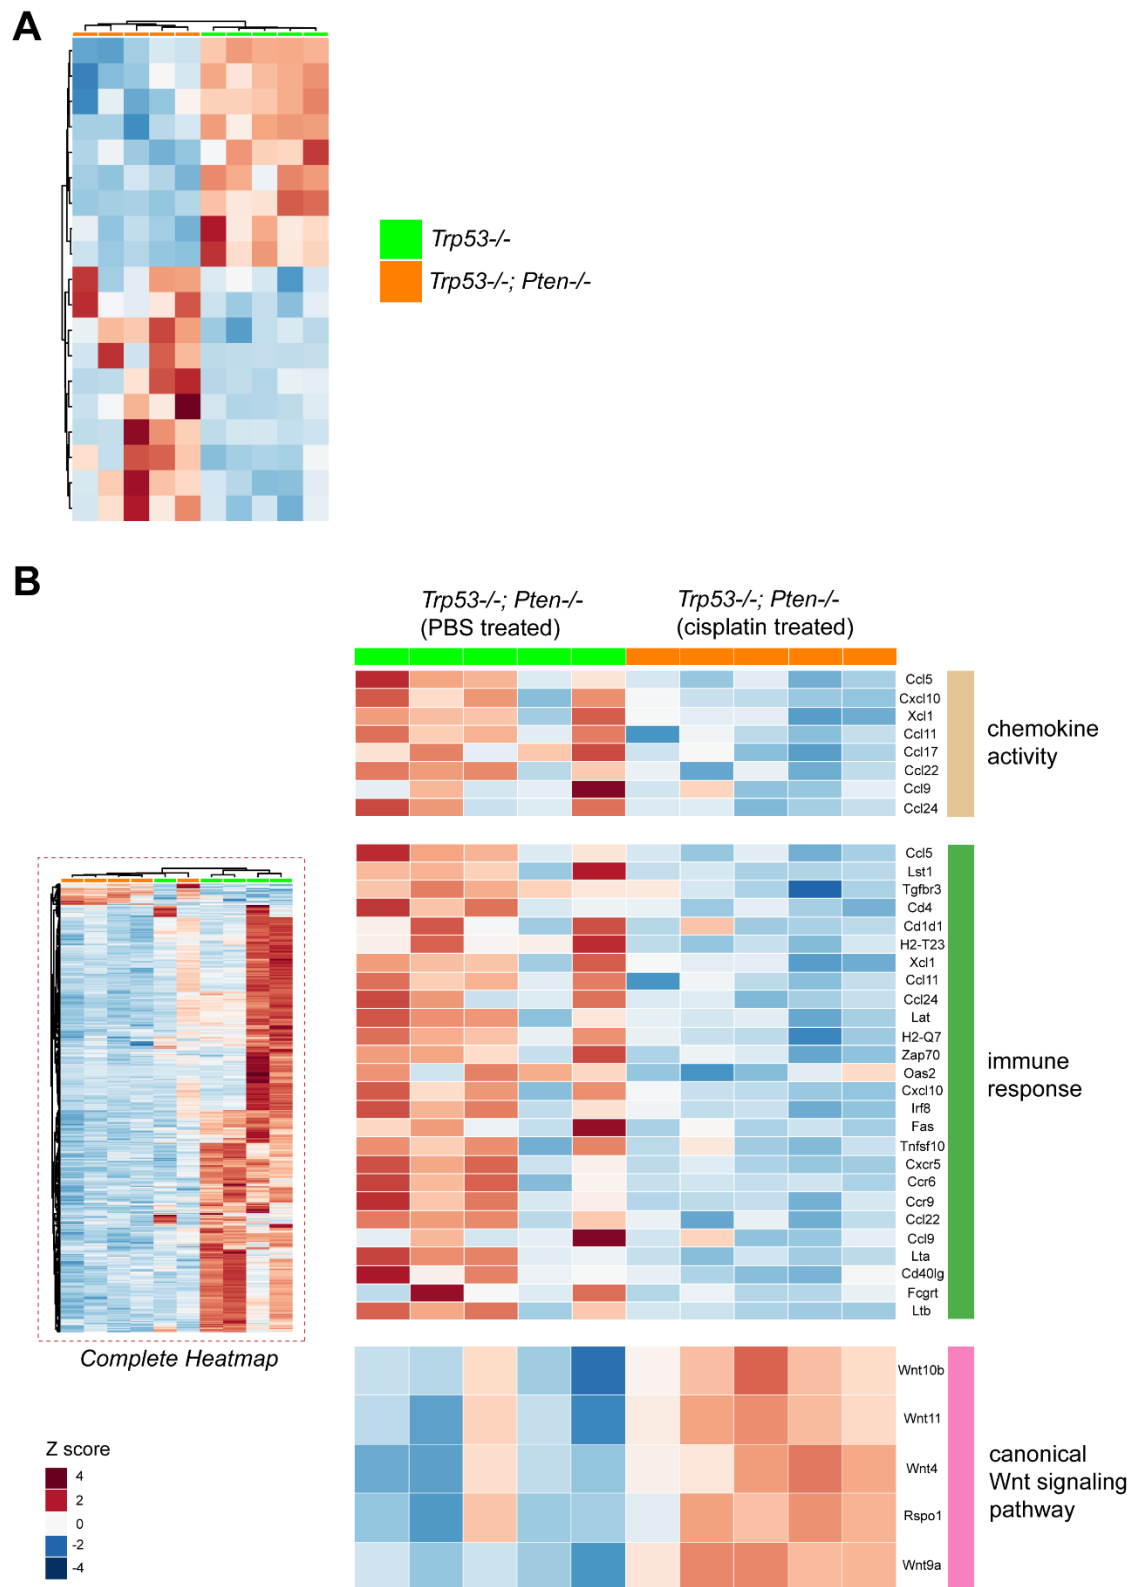 A
Trp53-/-
Trp53-/-; Pten-/-
B
Trp53-/-; Pten-/-
(PBS treated)
Trp53-/-; Pten-/-
(cisplatin treated)
Ccl5
Cxcl10
Xcl1
Ccl11
Ccl17
Ccl22
Ccl9
Ccl24
chemokine
activity
Ccl5
Lst1
Tgfbr3
Cd4
Cd1d1
H2-T23
Xcl1
Ccl11
Ccl24
Lat
H2-Q7
Zap70
Oas2
Cxcl10
Irf8
Fas
Tnfsf10
Cxcr5
Ccr6
Ccr9
Ccl22
Ccl9
Lta
Cd40lg
Fcgrt
Ltb
immune
response
Complete Heatmap
Wnt10b
Wnt11
Wnt4
Rspo1
Wnt9a
canonical
Wnt signaling
pathway
Z score
4
2
0
-2
-4